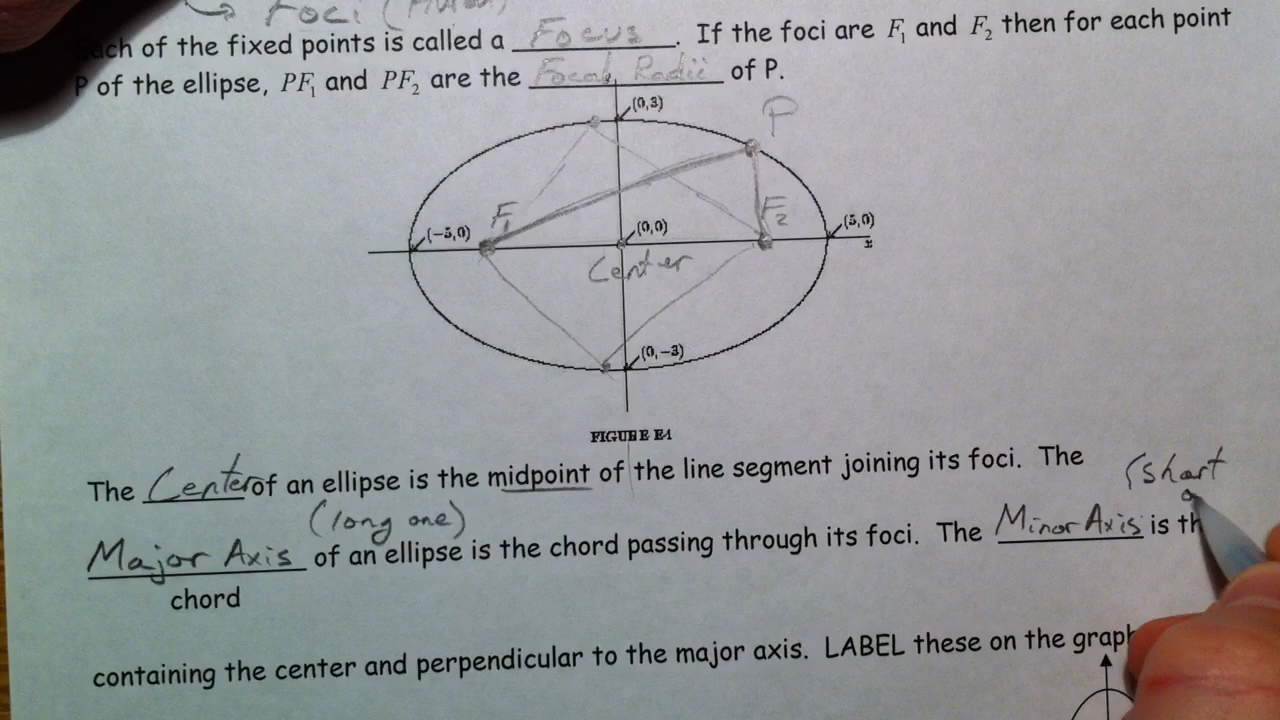 → Foci (
Each of the fixed points is called a Focus. If the foci are F₁ and F₂ then for each point
P of the ellipse, PF₁ and PF₂ are the Focal Radii of P.
(0,3)
P
F₁
F₂
(-5,0)
(0,0)
(5,0)
x
Center
(0,-3)
FIGURE E-1
The Center of an ellipse is the midpoint of the line segment joining its foci. The
(short
(long one)
Major Axis of an ellipse is the chord passing through its foci. The Minor Axis is th
chord
containing the center and perpendicular to the major axis. LABEL these on the graph